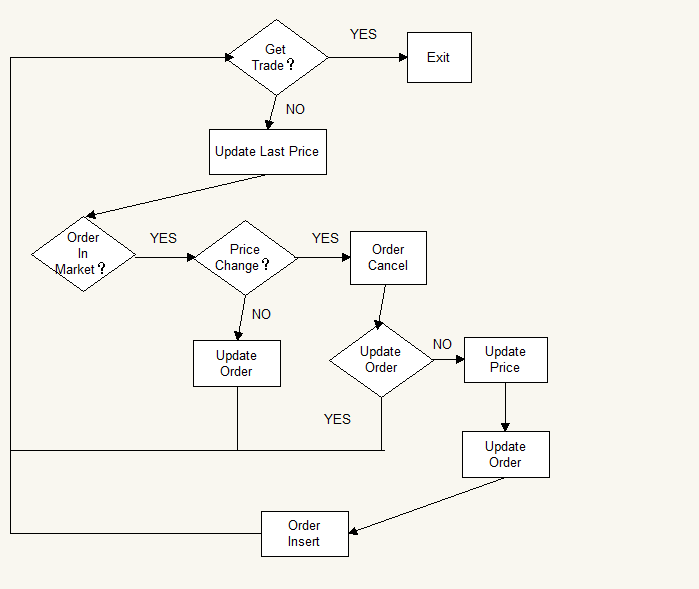 YES
Get
Trade?
Exit
NO
Update Last Price
Order
In
Market?
YES
Price
Change?
YES
Order
Cancel
NO
Update
Order
Update
Order
NO
Update
Price
YES
Update
Order
Order
Insert